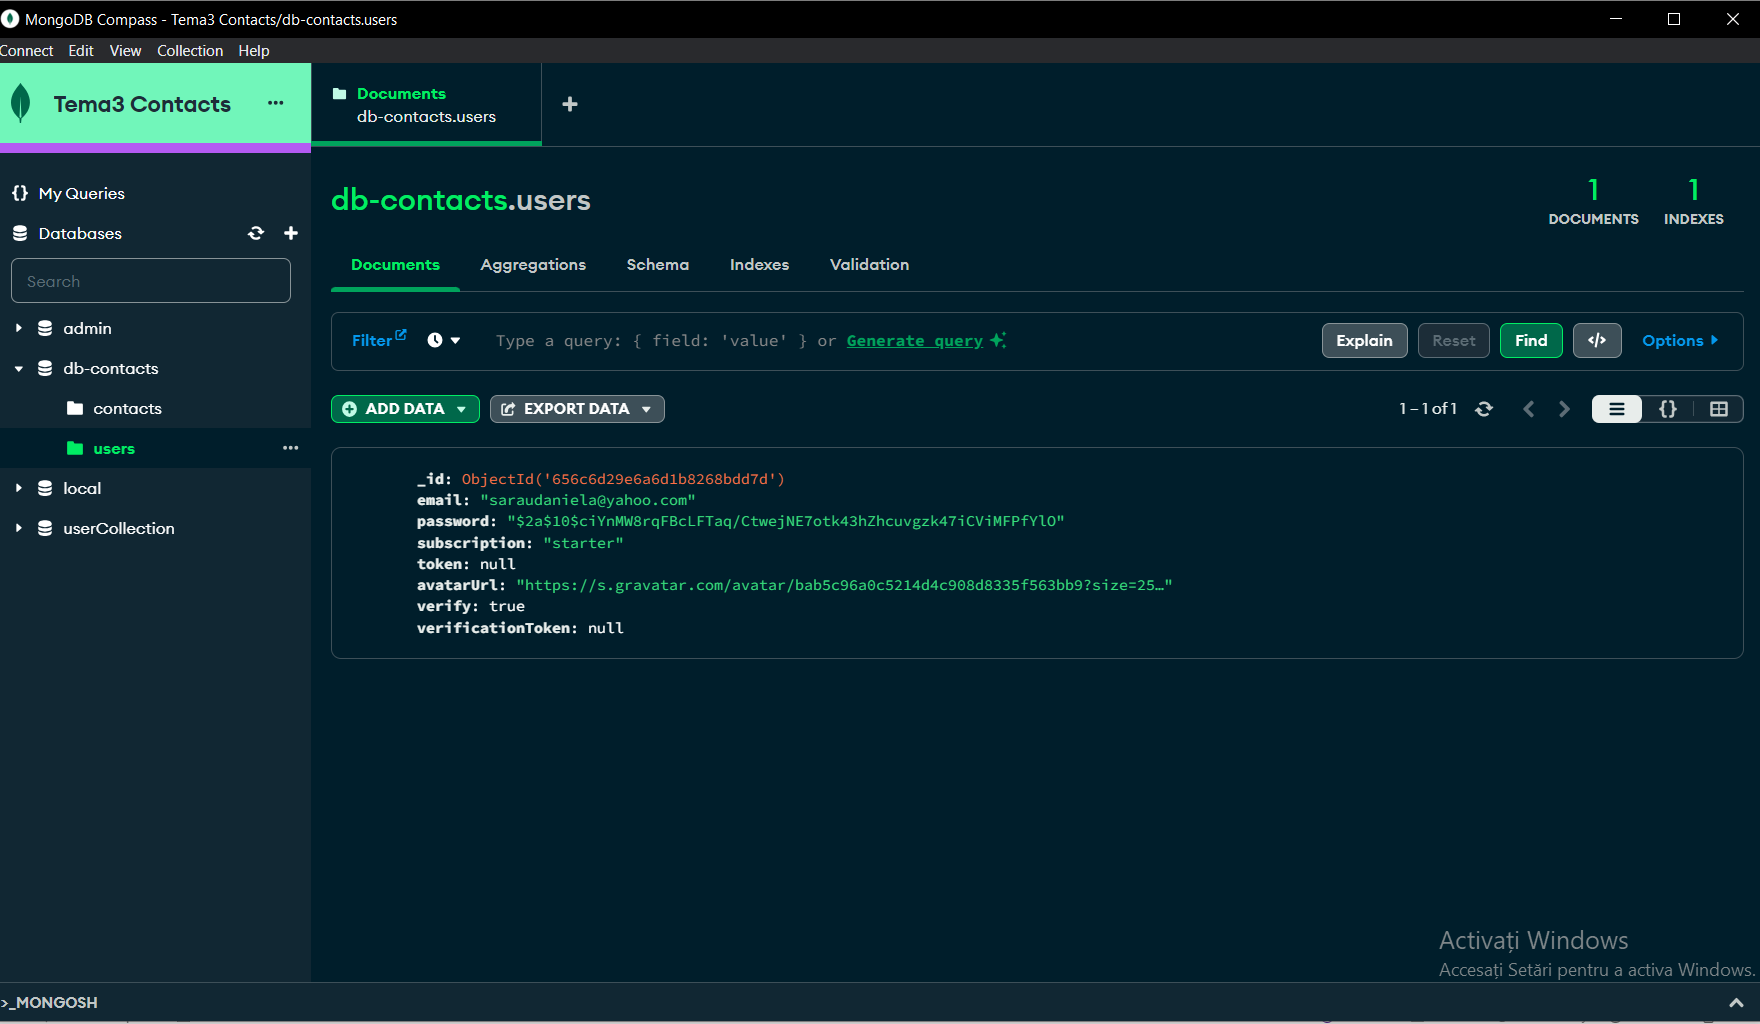 MongoDB Compass - Tema3 Contacts/db-contacts.users
Connect Edit View Collection Help
Tema3 Contacts
Documents
db-contacts.users
My Queries
Databases
Search
admin
db-contacts
contacts
users
local
userCollection
db-contacts.users
1 DOCUMENTS
1 INDEXES
Documents Aggregations Schema Indexes Validation
Filter Type a query: { field: 'value' } or Generate query Explain Reset Find </> Options
ADD DATA EXPORT DATA 1 – 1 of 1 {}
_id: ObjectId('656c6d29e6a6d1b8268bdd7d')
email: "saraudaniela@yahoo.com"
password: "$2a$10$ciYnMW8rqFBcLFTaq/CtwejNE7otk43hZhcuvgzk47iCViMFPfYlO"
subscription: "starter"
token: null
avatarUrl: "https://s.gravatar.com/avatar/bab5c96a0c5214d4c908d8335f563bb9?size=25…"
verify: true
verificationToken: null
Activați Windows
Accesați Setări pentru a activa Windows.
>_MONGOSH